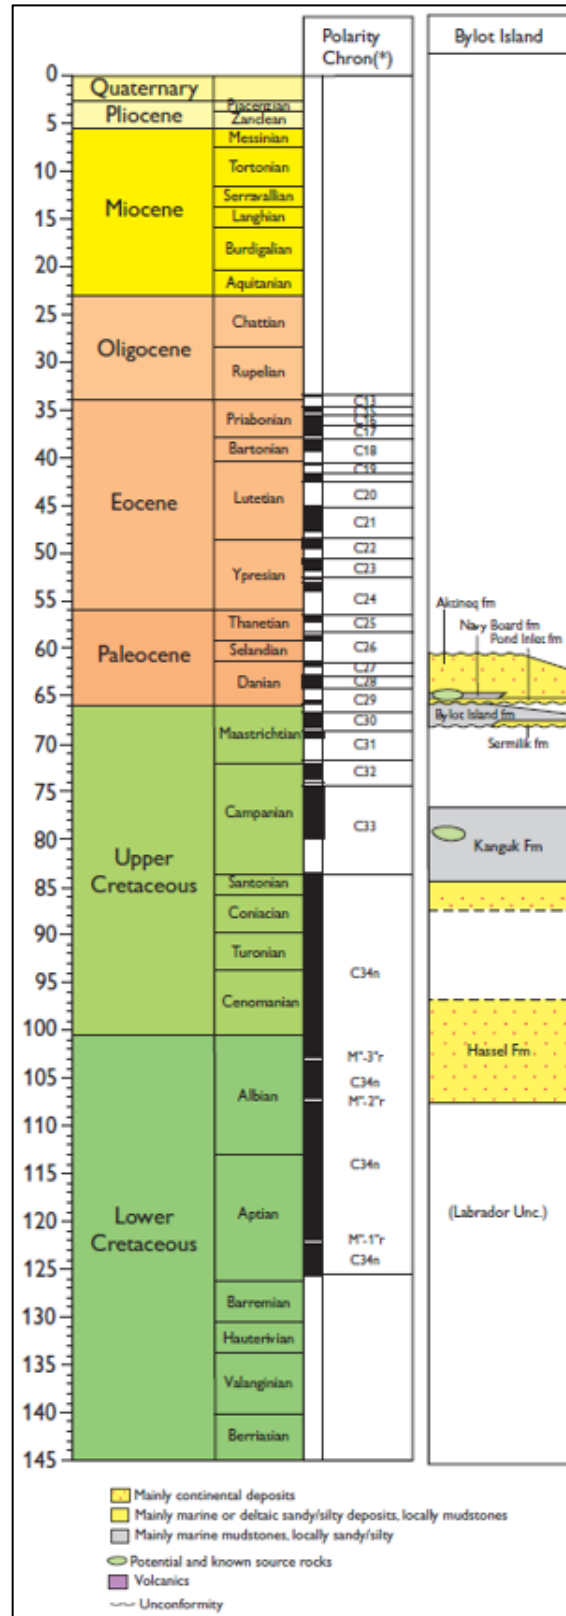 Polarity
Chron(*)
Bylot Island
0
5
10
15
20
25
30
35
40
45
50
55
60
65
70
75
80
85
90
95
100
105
110
115
120
125
130
135
140
145
Quaternary
Pliocene
Miocene
Oligocene
Eocene
Paleocene
Upper
Cretaceous
Lower
Cretaceous
Piacenzian
Zanclean
Messinian
Tortonian
Serravallian
Langhian
Burdigalian
Aquitanian
Chattian
Rupelian
Priabonian
Bartonian
Lutetian
Ypresian
Thanetian
Selandian
Danian
Maastrichtian
Campanian
Santonian
Coniacian
Turonian
Cenomanian
Albian
Aptian
Barremian
Hauterivian
Valanginian
Berriasian
C13
C15
C16
C17
C18
C19
C20
C21
C22
C23
C24
C25
C26
C27
C28
C29
C30
C31
C32
C33
C34n
M"-3"r
C34n
M"-2"r
C34n
M"-1"r
C34n
Aktineq fm
Navy Board fm
Pond Inlet fm
Bylot Island fm
Sermilik fm
Kanguk Fm
Hassel Fm
(Labrador Unc.)
Mainly continental deposits
Mainly marine or deltaic sandy/silty deposits, locally mudstones
Mainly marine mudstones, locally sandy/silty
Potential and known source rocks
Volcanics
Unconformity